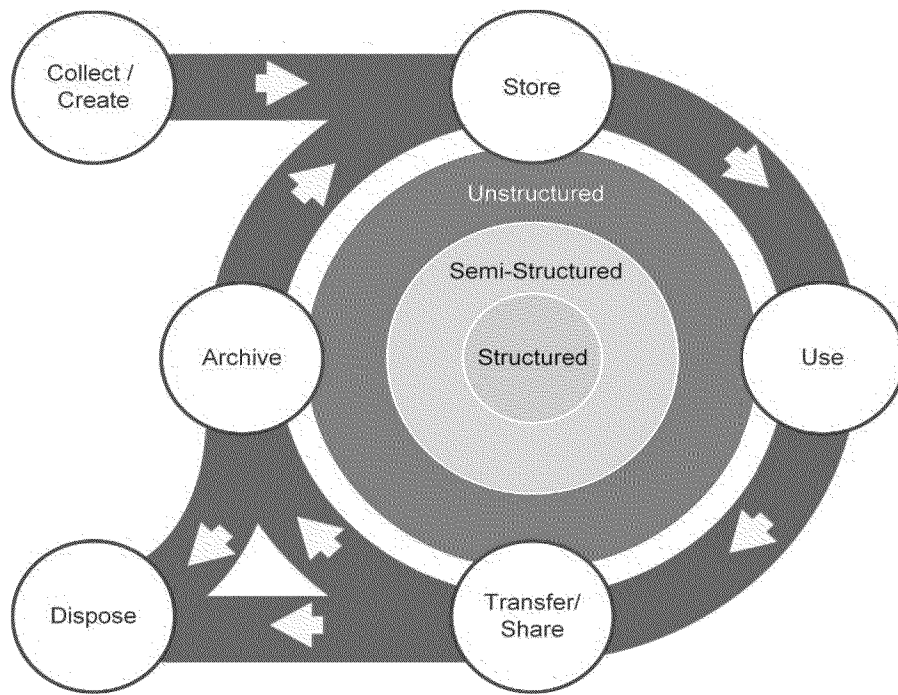 Collect /
Create
Store
Unstructured
Semi-Structured
Structured
Archive
Use
Dispose
Transfer/
Share